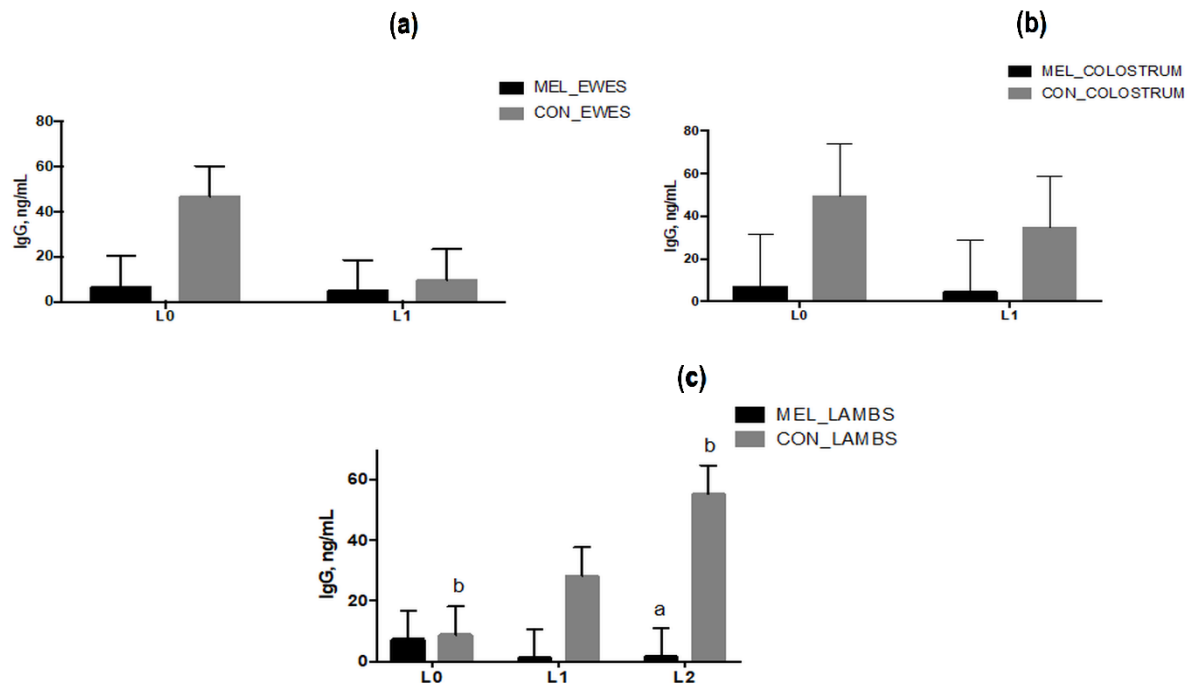 (a)
MEL_EWES
CON_EWES
IgG, ng/mL
80
60
40
20
0
L0 L1
(b)
MEL_COLOSTRUM
CON_COLOSTRUM
IgG, ng/mL
80
60
40
20
0
L0 L1
(c)
MEL_LAMBS
CON_LAMBS
IgG, ng/mL
60
40
20
0
b
a
b
L0 L1 L2